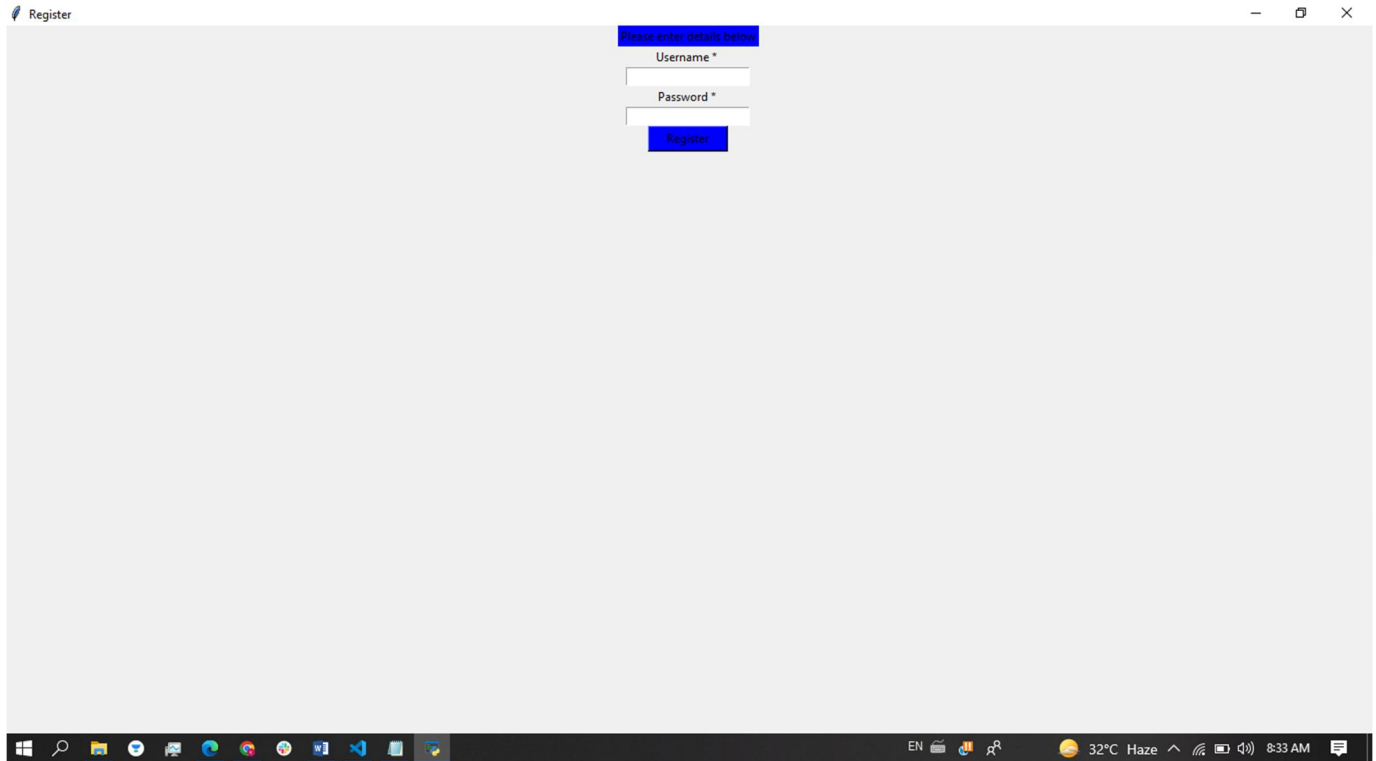 Register
Please enter details below
Username *
Password *
Register
EN 32°C Haze 8:33 AM